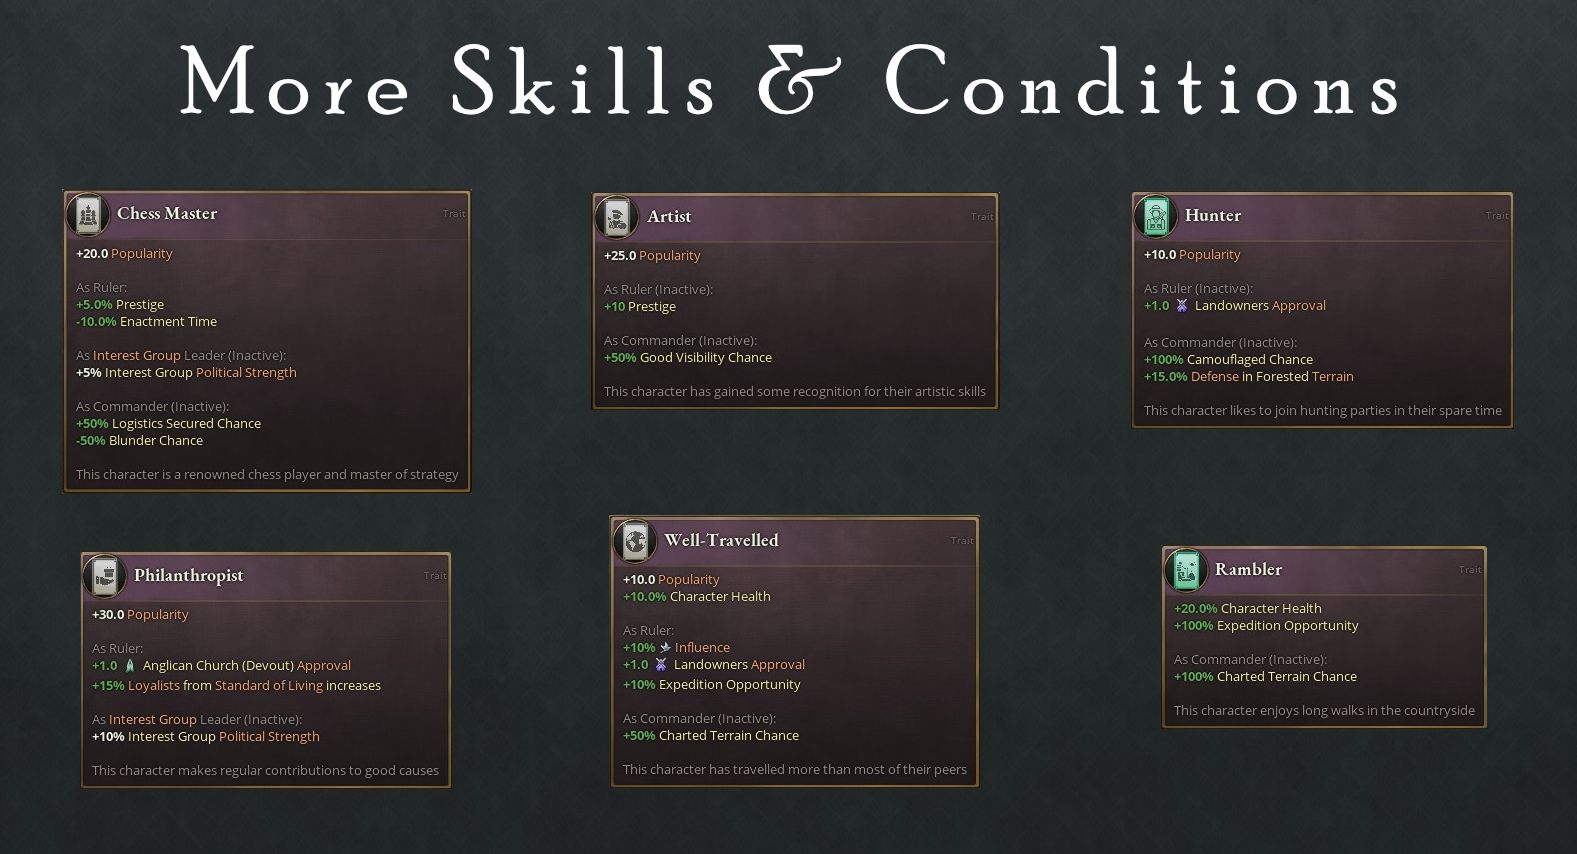 More Skills & Conditions
Chess Master
Trait
+20.0 Popularity
As Ruler:
+5.0% Prestige
-10.0% Enactment Time
As Interest Group Leader (Inactive):
+5% Interest Group Political Strength
As Commander (Inactive):
+50% Logistics Secured Chance
-50% Blunder Chance
This character is a renowned chess player and master of strategy
Artist
Trait
+25.0 Popularity
As Ruler (Inactive):
+10 Prestige
As Commander (Inactive):
+50% Good Visibility Chance
This character has gained some recognition for their artistic skills
Hunter
Trait
+10.0 Popularity
As Ruler (Inactive):
+1.0 Landowners Approval
As Commander (Inactive):
+100% Camouflaged Chance
+15.0% Defense in Forested Terrain
This character likes to join hunting parties in their spare time
Philanthropist
Trait
+30.0 Popularity
As Ruler:
+1.0 Anglican Church (Devout) Approval
+15% Loyalists from Standard of Living increases
As Interest Group Leader (Inactive):
+10% Interest Group Political Strength
This character makes regular contributions to good causes
Well-Travelled
Trait
+10.0 Popularity
+10.0% Character Health
As Ruler:
+10% Influence
+1.0 Landowners Approval
+10% Expedition Opportunity
As Commander (Inactive):
+50% Charted Terrain Chance
This character has travelled more than most of their peers
Rambler
Trait
+20.0% Character Health
+100% Expedition Opportunity
As Commander (Inactive):
+100% Charted Terrain Chance
This character enjoys long walks in the countryside